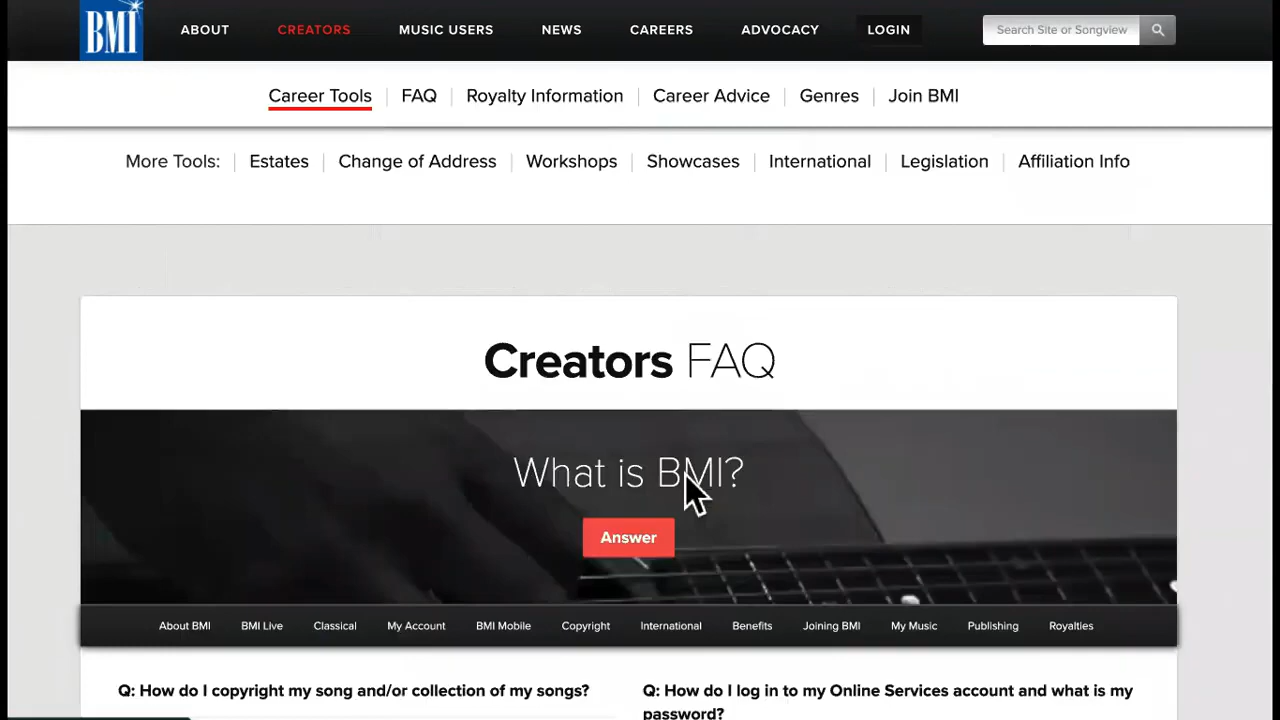 BMI ABOUT CREATORS MUSIC USERS NEWS CAREERS ADVOCACY LOGIN Search Site or Songview
Career Tools FAQ Royalty Information Career Advice Genres Join BMI
More Tools: Estates Change of Address Workshops Showcases International Legislation Affiliation Info
Creators FAQ
What is BMI?
Answer
About BMI BMI Live Classical My Account BMI Mobile Copyright International Benefits Joining BMI My Music Publishing Royalties
Q: How do I copyright my song and/or collection of my songs?
Q: How do I log in to my Online Services account and what is my
password?